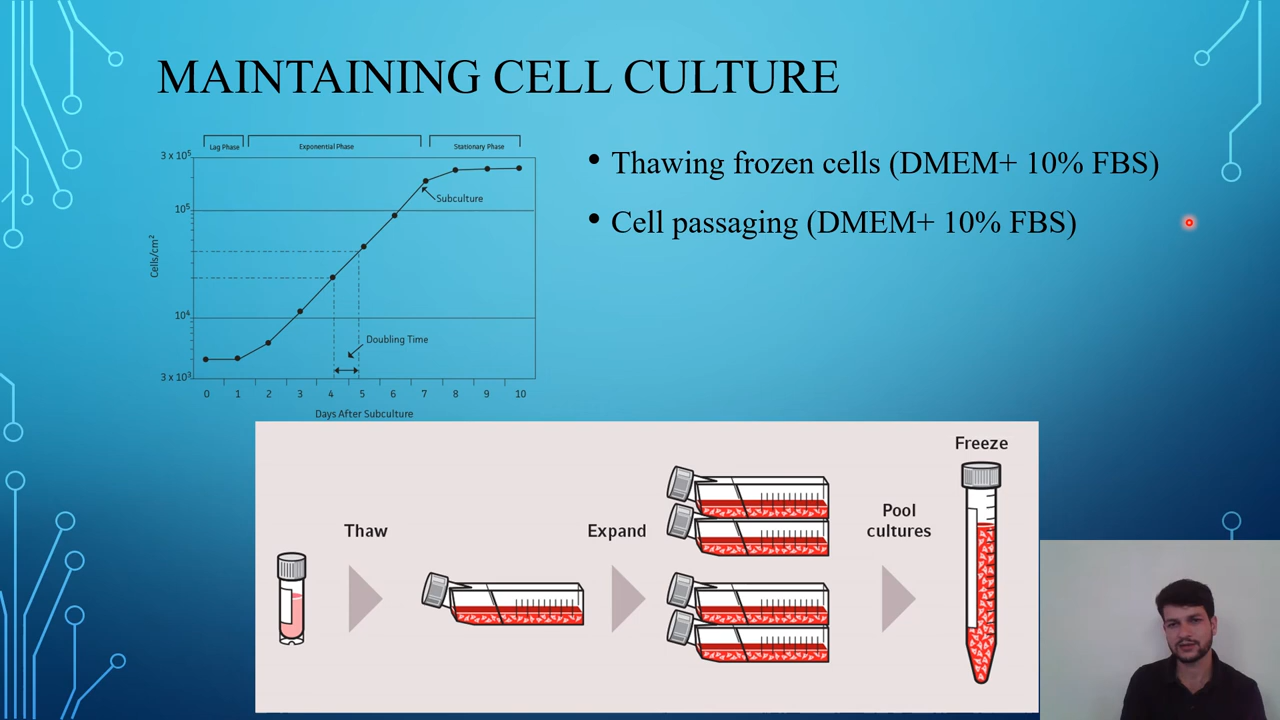 MAINTAINING CELL CULTURE
Lag Phase
Exponential Phase
Stationary Phase
3 x 10⁵
10⁵
10⁴
3 x 10³
Cells/cm²
Subculture
Doubling Time
0 1 2 3 4 5 6 7 8 9 10
Days After Subculture
• Thawing frozen cells (DMEM+ 10% FBS)
• Cell passaging (DMEM+ 10% FBS)
Thaw
Expand
Pool
cultures
Freeze